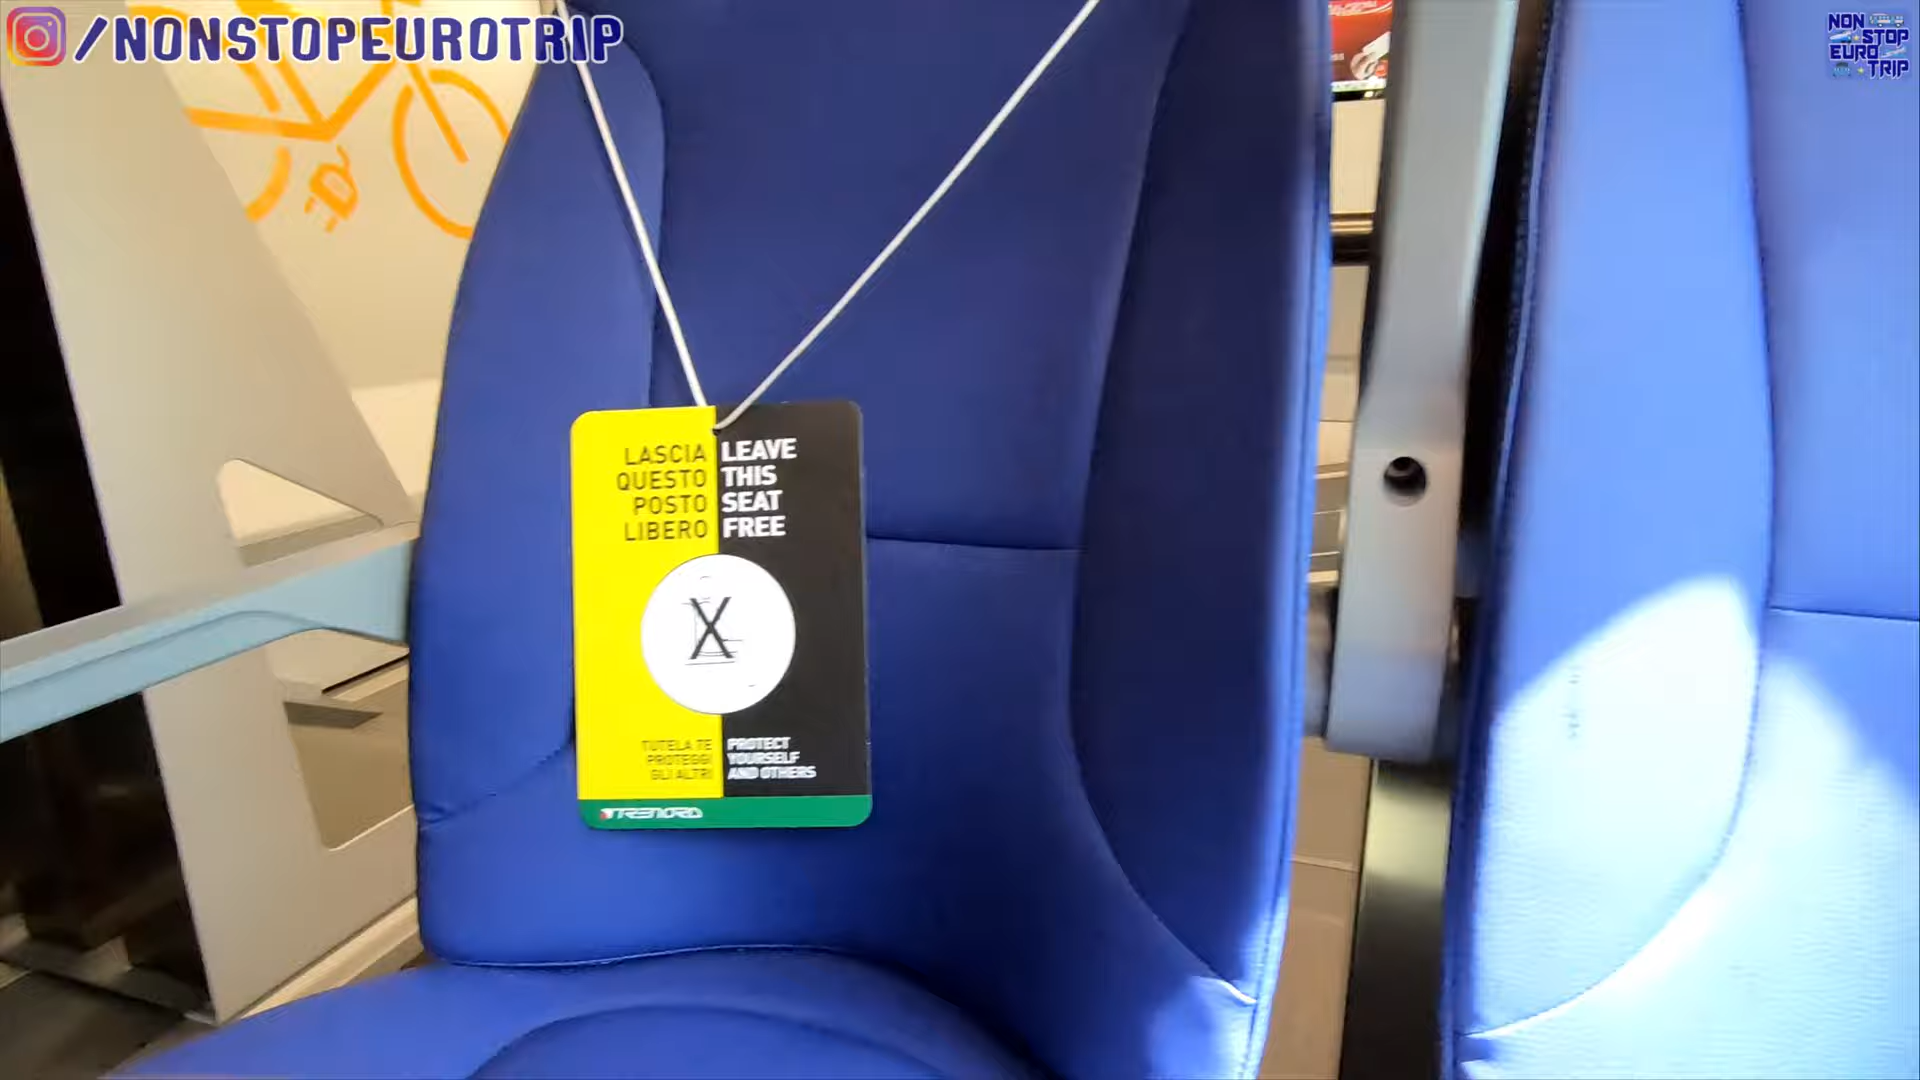 /NONSTOPEUROTRIP
NON
STOP
EURO
TRIP
LASCIA
QUESTO
POSTO
LIBERO
LEAVE
THIS
SEAT
FREE
TUTELA TE
PROTEGGI
GLI ALTRI
PROTECT
YOURSELF
AND OTHERS
TRENORD